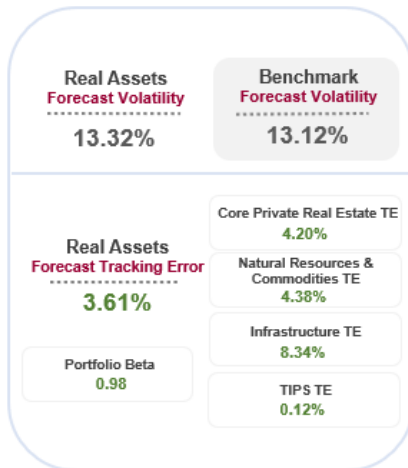 Real Assets
Forecast Volatility
13.32%
Benchmark
Forecast Volatility
13.12%
Real Assets
Forecast Tracking Error
3.61%
Portfolio Beta
0.98
Core Private Real Estate TE
4.20%
Natural Resources &
Commodities TE
4.38%
Infrastructure TE
8.34%
TIPS TE
0.12%